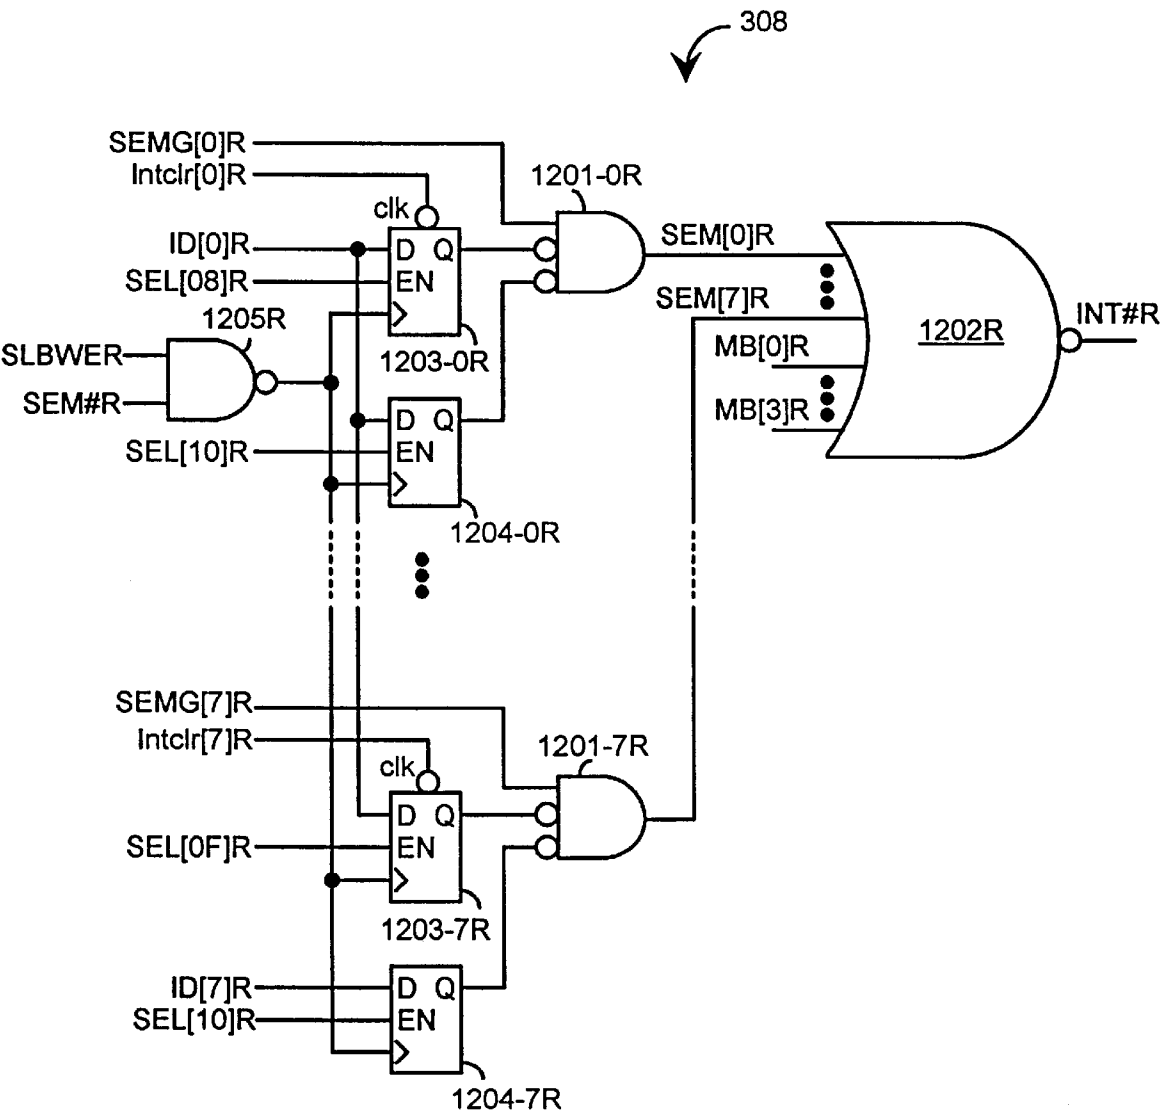 308
SEMG[0]R
Intclr[0]R
1201-0R
clk
ID[0]R
D Q
SEM[0]R
SEL[08]R
EN
SEM[7]R
1205R
INT#R
1202R
SLBWER
1203-0R
MB[0]R
SEM#R
D Q
MB[3]R
SEL[10]R
EN
1204-0R
SEMG[7]R
Intclr[7]R
1201-7R
clk
D Q
SEL[0F]R
EN
1203-7R
ID[7]R
D Q
SEL[10]R
EN
1204-7R